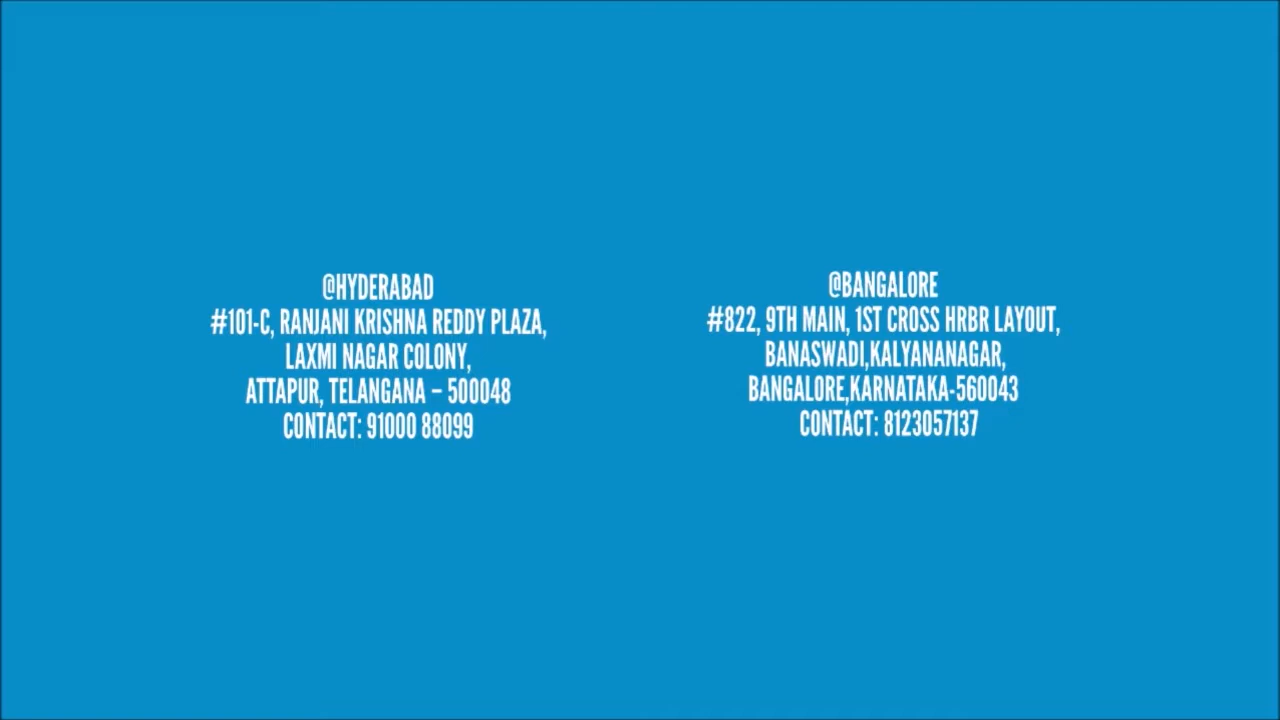 @HYDERABAD
#101-C, RANJANI KRISHNA REDDY PLAZA,
LAXMI NAGAR COLONY,
ATTAPUR, TELANGANA – 500048
CONTACT: 91000 88099
@BANGALORE
#822, 9TH MAIN, 1ST CROSS HRBR LAYOUT,
BANASWADI,KALYANANAGAR,
BANGALORE,KARNATAKA-560043
CONTACT: 8123057137